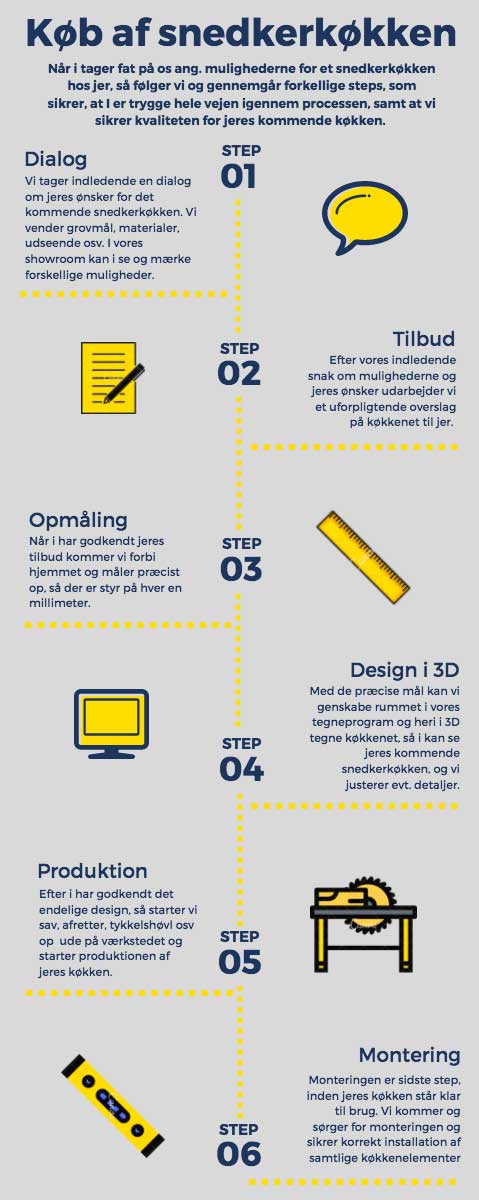 Køb af snedkerkøkken
Når i tager fat på os ang. mulighederne for et snedkerkøkken
hos jer, så følger vi og gennemgår forkellige steps, som
sikrer, at I er trygge hele vejen igennem processen, samt at vi
sikrer kvaliteten for jeres kommende køkken.
STEP
01
Dialog
Vi tager indledende en dialog
om jeres ønsker for det
kommende snedkerkøkken. Vi
vender grovmål, materialer,
udseende osv. I vores
showroom kan i se og mærke
forskellige muligheder.
STEP
02
Tilbud
Efter vores indledende
snak om mulighederne og
jeres ønsker udarbejder vi
et uforpligtende overslag
på køkkenet til jer.
Opmåling
Når i har godkendt jeres
tilbud kommer vi forbi
hjemmet og måler præcist
op, så der er styr på hver en
millimeter.
STEP
03
Design i 3D
Med de præcise mål kan vi
genskabe rummet i vores
tegneprogram og heri i 3D
tegne køkkenet, så i kan se
jeres kommende
snedkerkøkken, og vi
justerer evt. detaljer.
STEP
04
Produktion
Efter i har godkendt det
endelige design, så starter vi
sav, afretter, tykkelshøvl osv
op  ude på værkstedet og
starter produktionen af
jeres køkken.
STEP
05
Montering
Monteringen er sidste step,
inden jeres køkken står klar
til brug. Vi kommer og
sørger for monteringen og
sikrer korrekt installation af
samtlige køkkenelementer
STEP
06